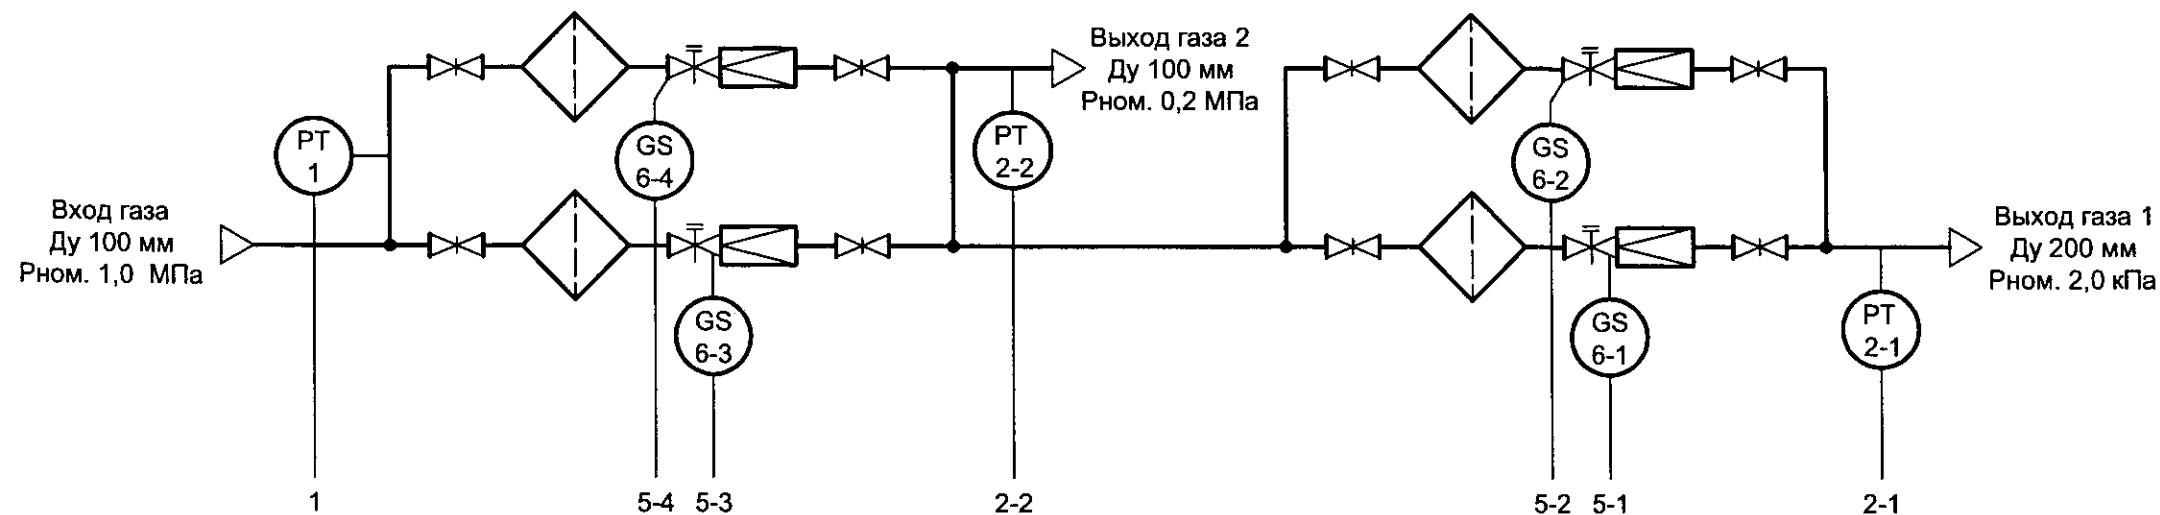 Выход газа 2
Ду 100 мм
Рном. 0,2 МПа
PT
1
GS
6-4
PT
2-2
GS
6-2
Вход газа
Ду 100 мм
Рном. 1,0 МПа
Выход газа 1
Ду 200 мм
Рном. 2,0 кПа
GS
6-3
GS
6-1
PT
2-1
1
5-4
5-3
2-2
5-2
5-1
2-1